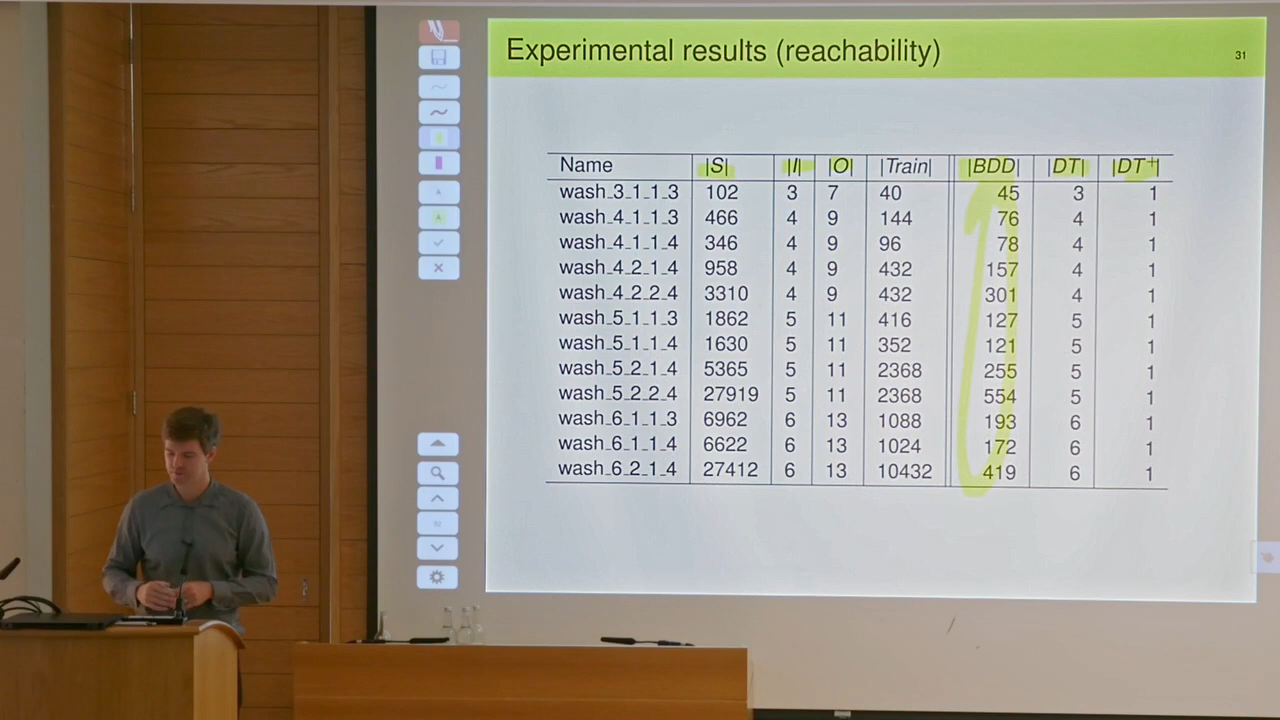 Experimental results (reachability)
31
Name |S| |I| |O| |Train| |BDD| |DT| |DT⁺|
wash_3_1_1_3 102 3 7 40 45 3 1
wash_4_1_1_3 466 4 9 144 76 4 1
wash_4_1_1_4 346 4 9 96 78 4 1
wash_4_2_1_4 958 4 9 432 157 4 1
wash_4_2_2_4 3310 4 9 432 301 4 1
wash_5_1_1_3 1862 5 11 416 127 5 1
wash_5_1_1_4 1630 5 11 352 121 5 1
wash_5_2_1_4 5365 5 11 2368 255 5 1
wash_5_2_2_4 27919 5 11 2368 554 5 1
wash_6_1_1_3 6962 6 13 1088 193 6 1
wash_6_1_1_4 6622 6 13 1024 172 6 1
wash_6_2_1_4 27412 6 13 10432 419 6 1